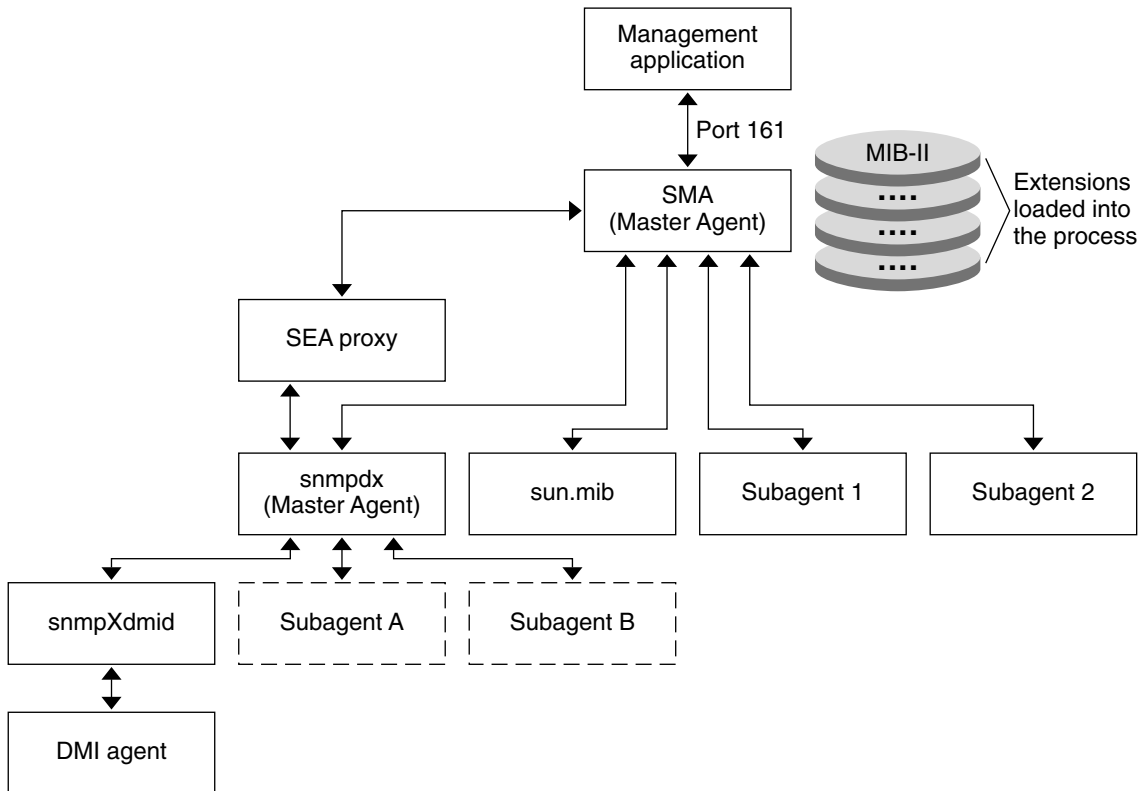 Management
application
Port 161
SMA
(Master Agent)
MIB-II
....
....
....
Extensions
loaded into
the process
SEA proxy
snmpdx
(Master Agent)
sun.mib
Subagent 1
Subagent 2
snmpXdmid
Subagent A
Subagent B
DMI agent